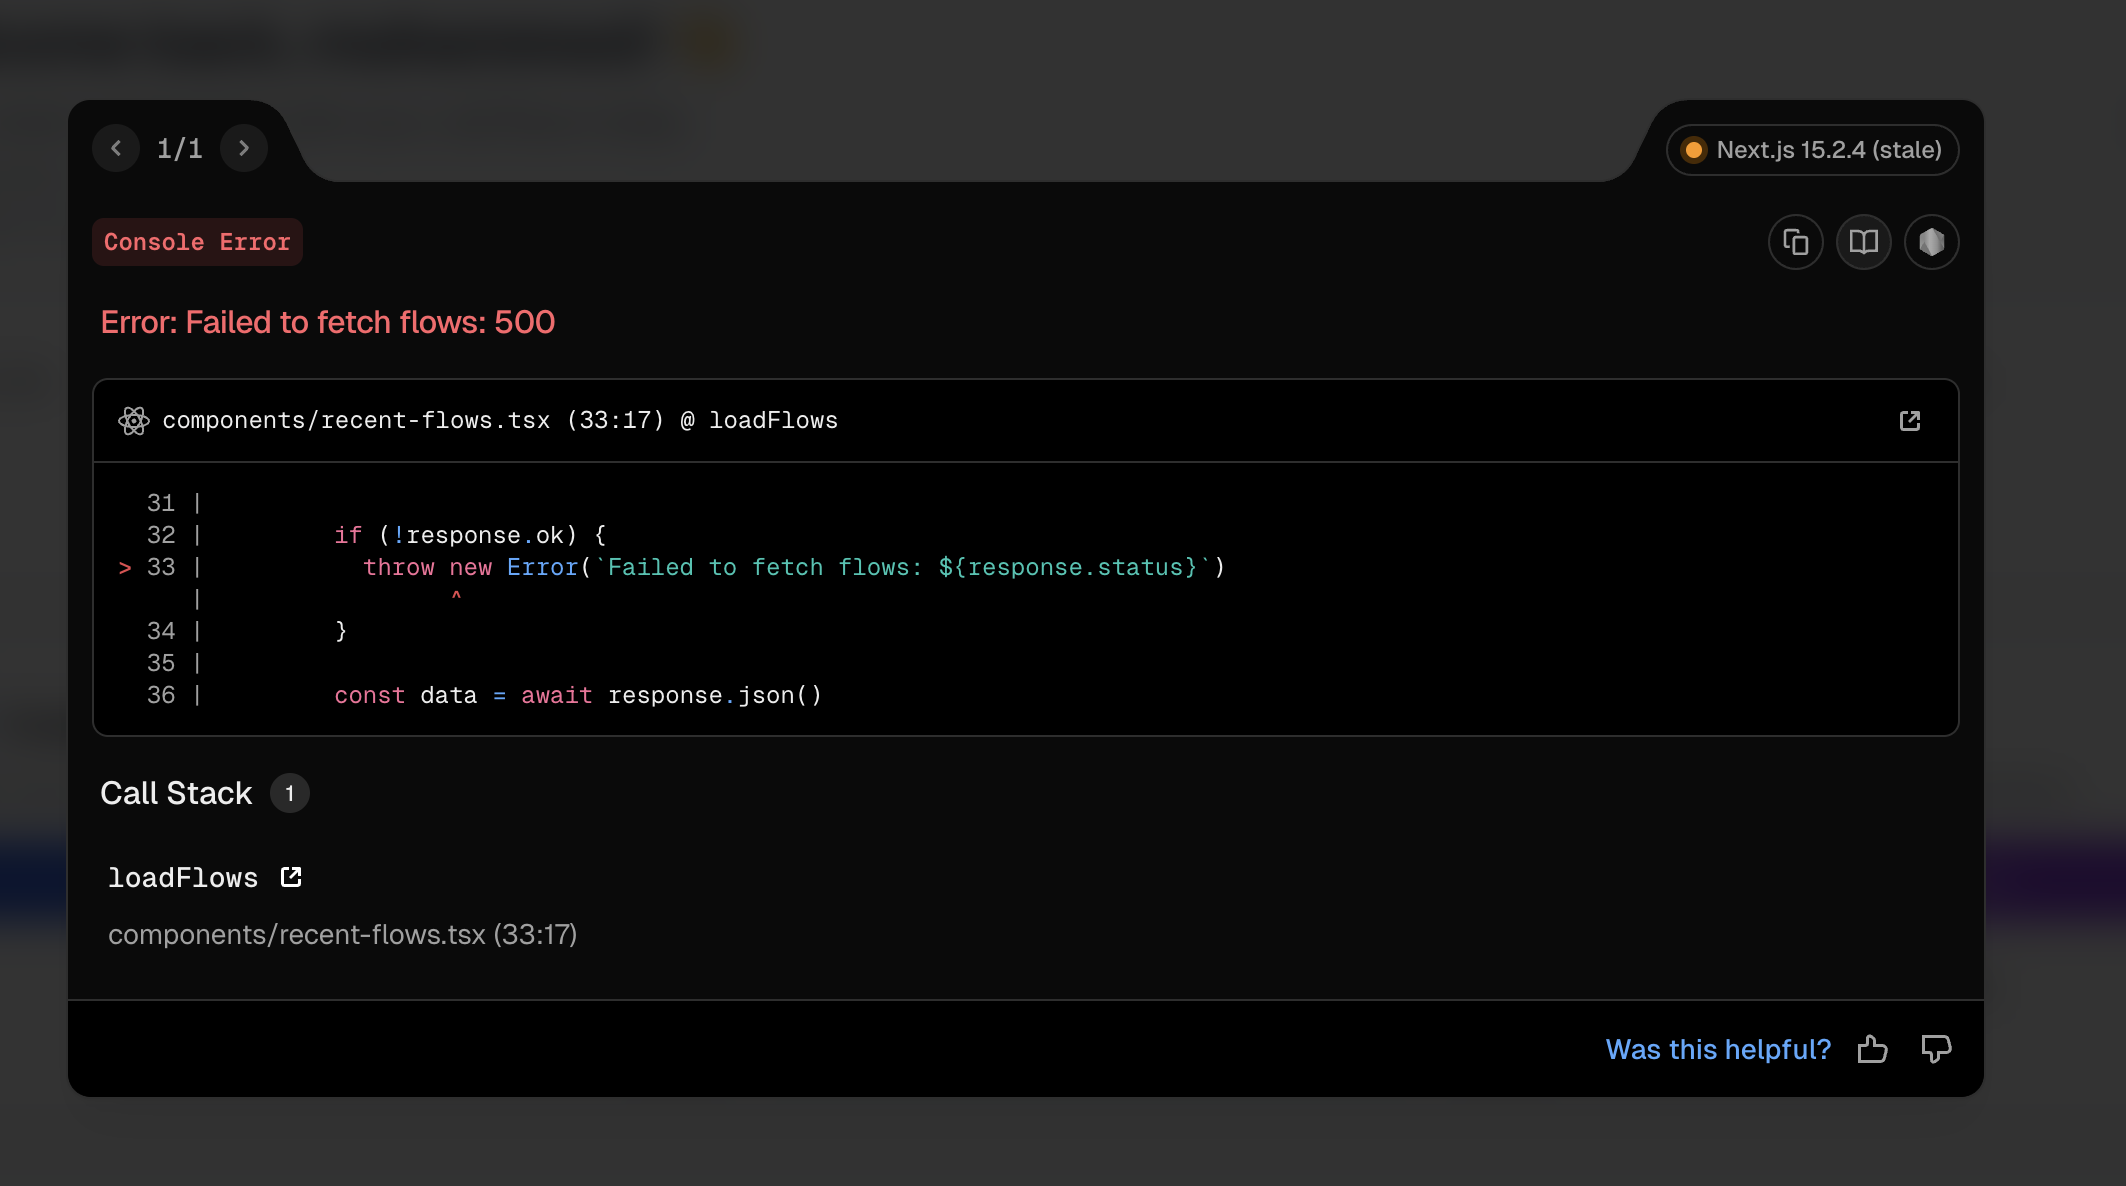 1/1
Next.js 15.2.4 (stale)
Console Error
Error: Failed to fetch flows: 500
components/recent-flows.tsx (33:17) @ loadFlows
31 |
32 | if (!response.ok) {
> 33 | throw new Error(`Failed to fetch flows: ${response.status}`)
| ^
34 | }
35 |
36 | const data = await response.json()
Call Stack 1
loadFlows
components/recent-flows.tsx (33:17)
Was this helpful?